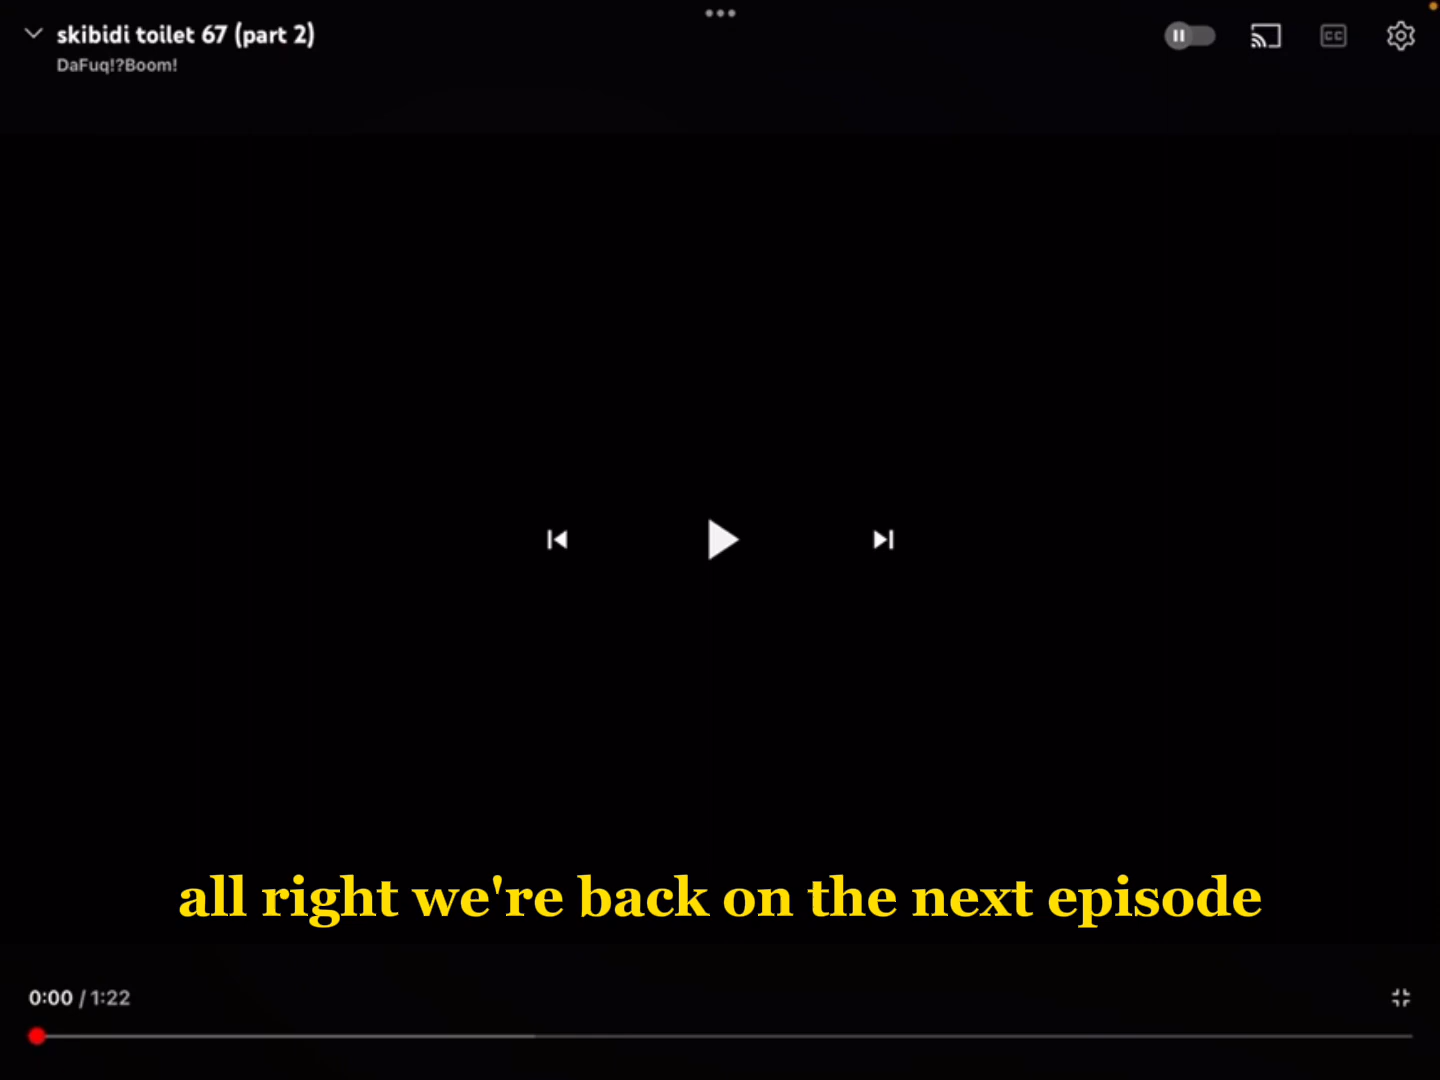 skibidi toilet 67 (part 2)
DaFuq!?Boom!
CC
all right we're back on the next episode
0:00 / 1:22